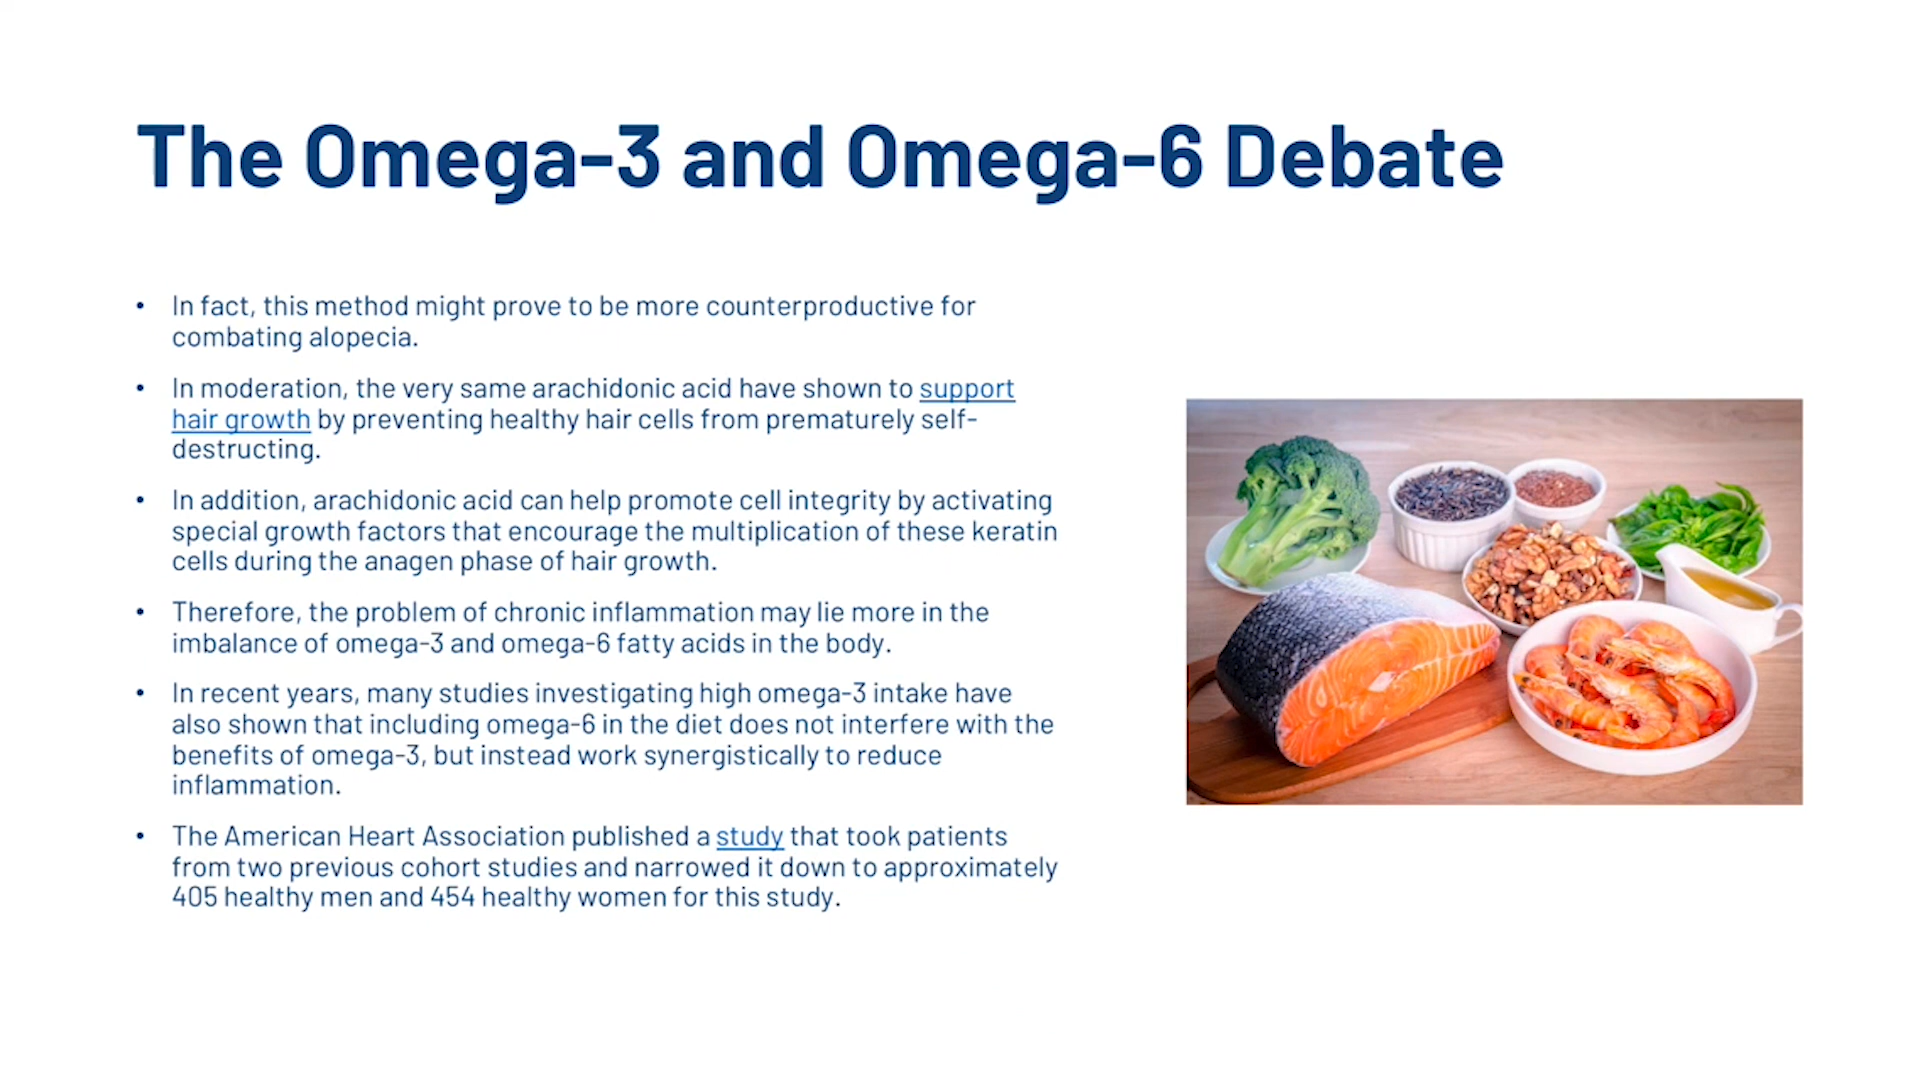 The Omega-3 and Omega-6 Debate
• In fact, this method might prove to be more counterproductive for
combating alopecia.
• In moderation, the very same arachidonic acid have shown to support
hair growth by preventing healthy hair cells from prematurely self-
destructing.
• In addition, arachidonic acid can help promote cell integrity by activating
special growth factors that encourage the multiplication of these keratin
cells during the anagen phase of hair growth.
• Therefore, the problem of chronic inflammation may lie more in the
imbalance of omega-3 and omega-6 fatty acids in the body.
• In recent years, many studies investigating high omega-3 intake have
also shown that including omega-6 in the diet does not interfere with the
benefits of omega-3, but instead work synergistically to reduce
inflammation.
• The American Heart Association published a study that took patients
from two previous cohort studies and narrowed it down to approximately
405 healthy men and 454 healthy women for this study.